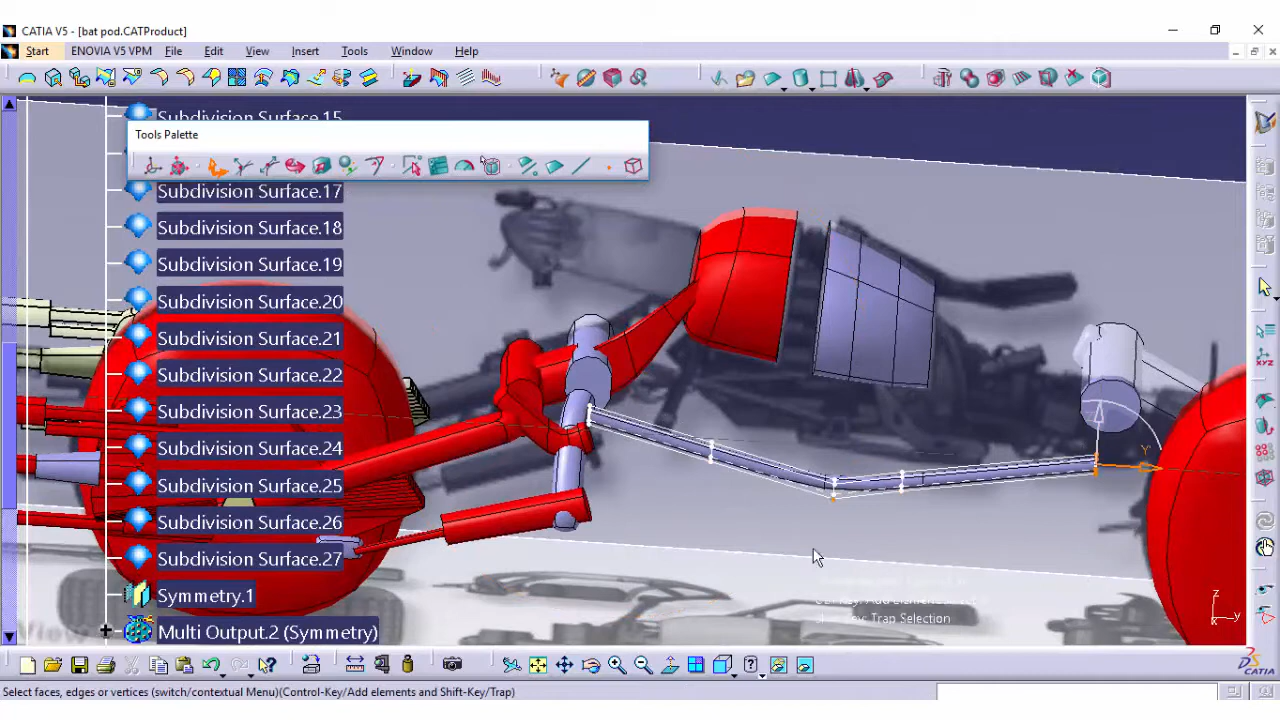 CATIA V5 - [bat pod.CATProduct]
Start ENOVIA V5 VPM File Edit View Insert Tools Window Help
Subdivision Surface.15
Tools Palette
Subdivision Surface.17
Subdivision Surface.18
Subdivision Surface.19
Subdivision Surface.20
Subdivision Surface.21
Subdivision Surface.22
Subdivision Surface.23
Subdivision Surface.24
Subdivision Surface.25
Subdivision Surface.26
Subdivision Surface.27
Symmetry.1
Multi Output.2 (Symmetry)
Y
Key: Trap Selection
z
y
x
CATIA
Select faces, edges or vertices (switch/contextual Menu)(Control-Key/Add elements and Shift-Key/Trap)